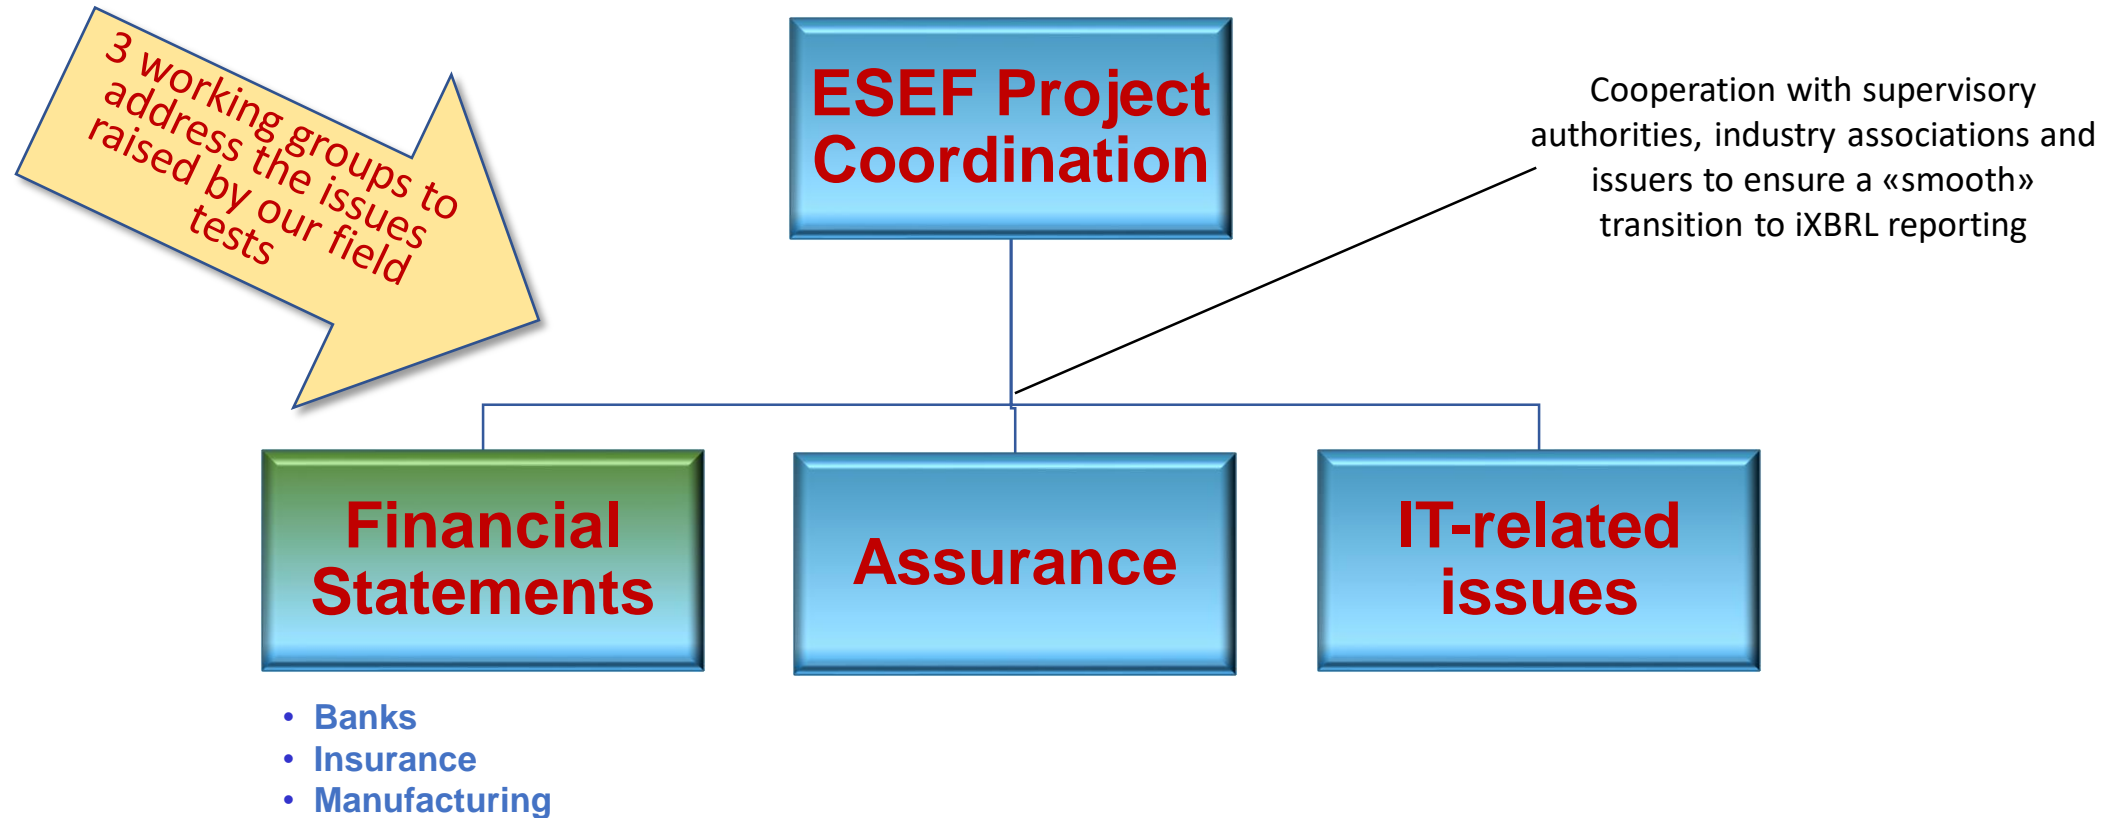 3 working groups to
address the issues
raised by our field
tests
ESEF Project
Coordination
Cooperation with supervisory
authorities, industry associations and
issuers to ensure a «smooth»
transition to iXBRL reporting
Financial
Statements
Assurance
IT-related
issues
• Banks
• Insurance
• Manufacturing